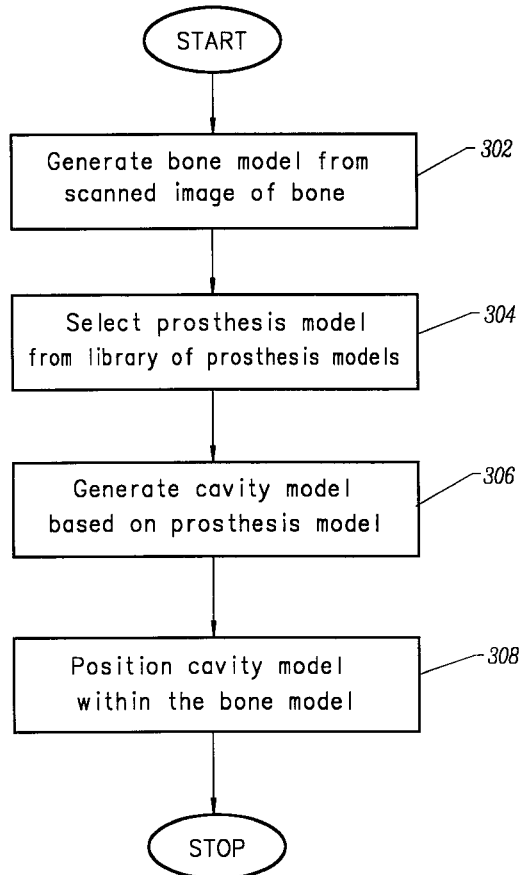 START
Generate bone model from
scanned image of bone
302
Select prosthesis model
from library of prosthesis models
304
Generate cavity model
based on prosthesis model
306
Position cavity model
within the bone model
308
STOP